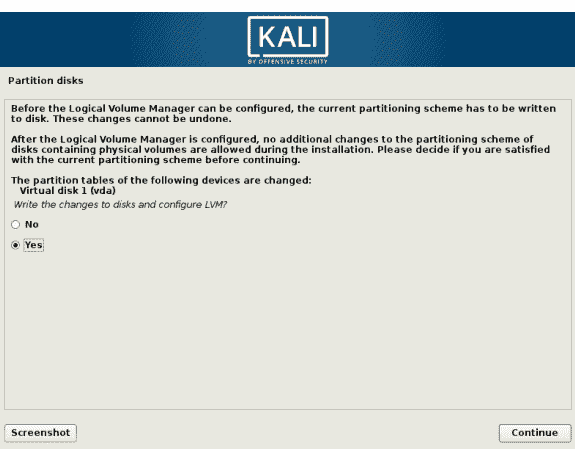 KALI
BY OFFENSIVE SECURITY
Partition disks
Before the Logical Volume Manager can be configured, the current partitioning scheme has to be written
to disk. These changes cannot be undone.
After the Logical Volume Manager is configured, no additional changes to the partitioning scheme of
disks containing physical volumes are allowed during the installation. Please decide if you are satisfied
with the current partitioning scheme before continuing.
The partition tables of the following devices are changed:
Virtual disk 1 (vda)
Write the changes to disks and configure LVM?
No
Yes
Screenshot
Continue